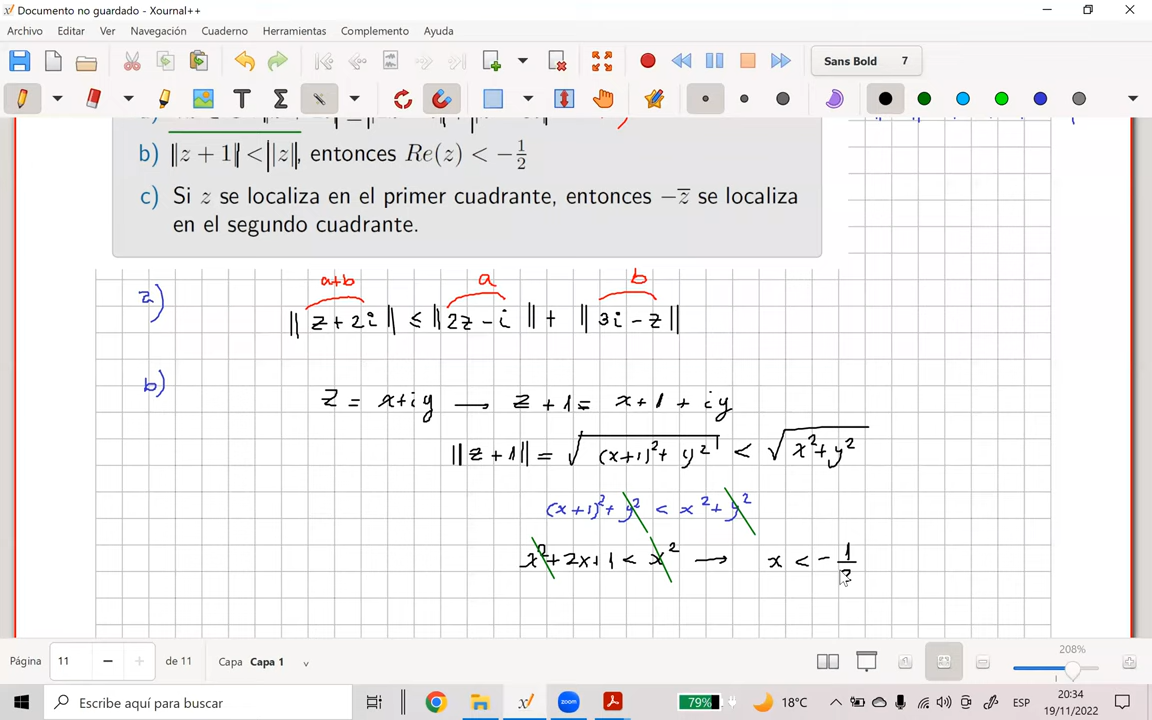 Documento no guardado - Xournal++
Archivo Editar Ver Navegación Cuaderno Herramientas Complemento Ayuda
Sans Bold 7
b) ‖z + 1‖ < ‖z‖, entonces Re(z) < −1/2
c) Si z se localiza en el primer cuadrante, entonces −z̅ se localiza
en el segundo cuadrante.
a+b a b
a) ‖z + 2i‖ ≤ ‖2z − i‖ + ‖3i − z‖
b) z = x+iy → z + 1 = x+1 + iy
‖z + 1‖ = √((x+1)²+ y²) < √(x²+y²)
(x+1)²+ y² < x²+ y²
x²+2x+1 < x² → x < −1/2
208%
Página 11 de 11 Capa Capa 1
Escribe aquí para buscar
zoom
79%
18°C
ESP
20:34
19/11/2022